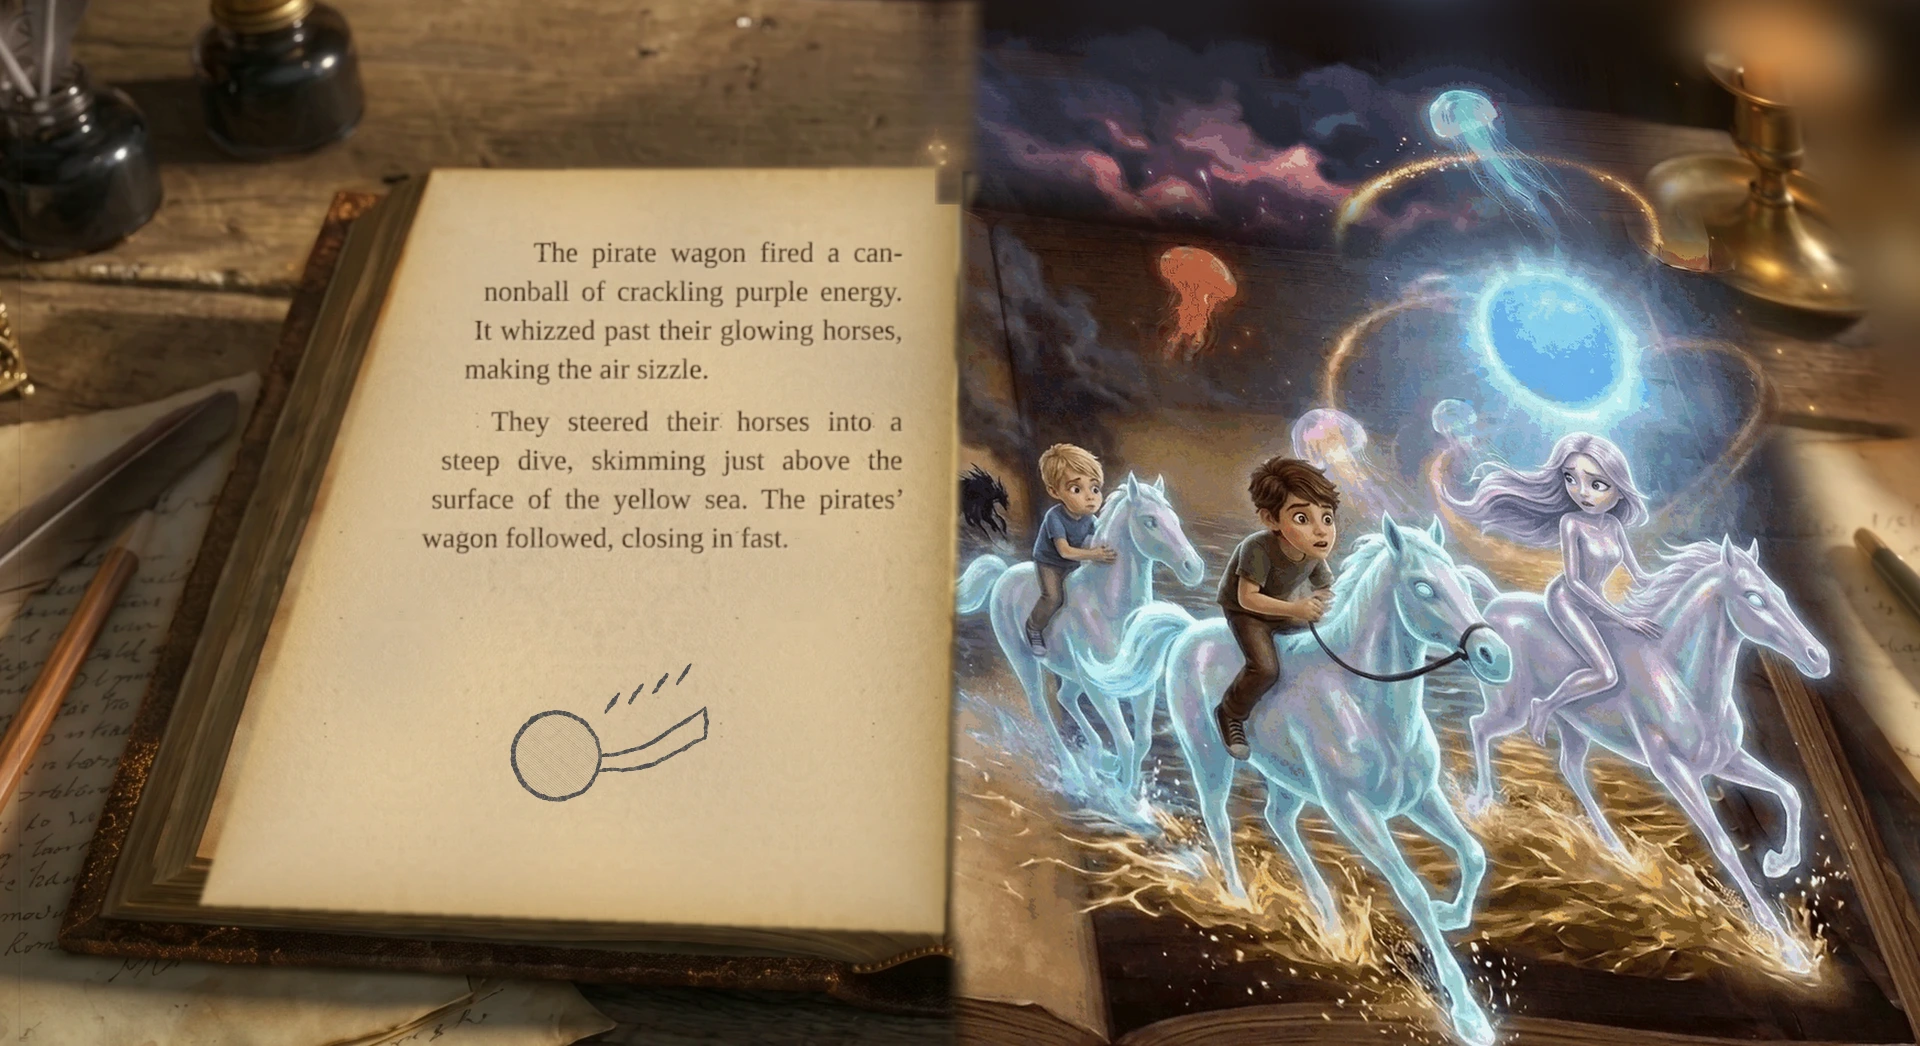 The pirate wagon fired a can-
nonball of crackling purple energy.
It whizzed past their glowing horses,
making the air sizzle.
They steered their horses into a
steep dive, skimming just above the
surface of the yellow sea. The pirates’
wagon followed, closing in fast.